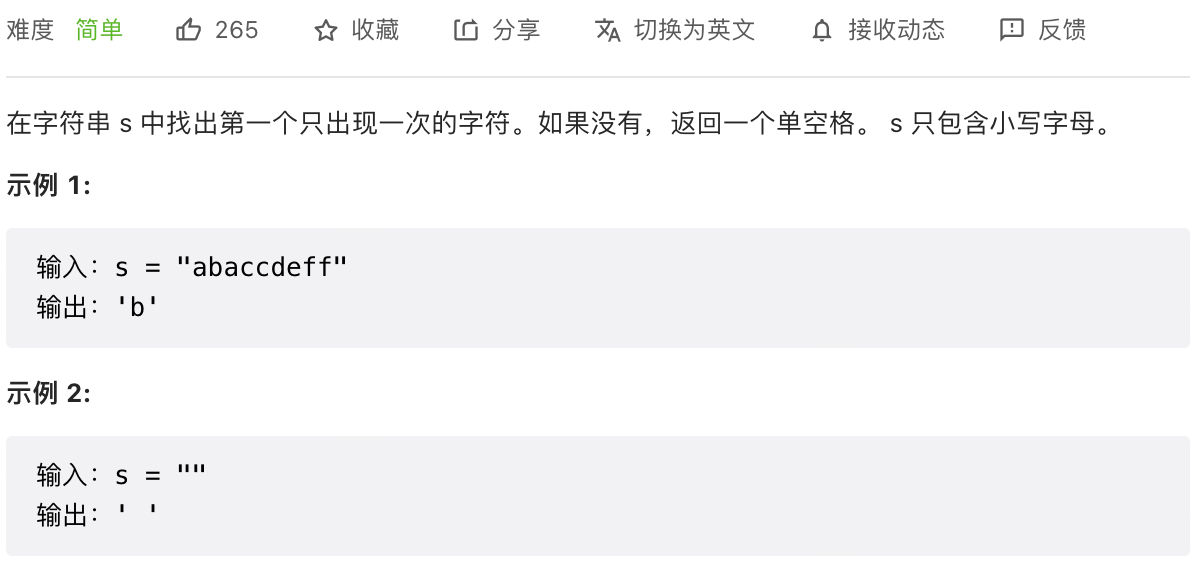 难度 简单 265 收藏 分享 切换为英文 接收动态 反馈
在字符串 s 中找出第一个只出现一次的字符。如果没有，返回一个单空格。 s 只包含小写字母。
示例 1:
输入：s = "abaccdeff"
输出：'b'
示例 2:
输入：s = ""
输出：' '